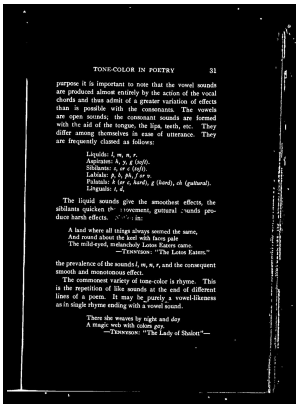 TONE-COLOR IN POETRY 31
purpose it is important to note that the vowel sounds
are produced almost entirely by the action of the vocal
chords and thus admit of a greater variation of effects
than is possible with the consonants. The vowels
are open sounds; the consonant sounds are formed
with the aid of the tongue, the lips, teeth, etc. They
differ among themselves in ease of utterance. They
are frequently classed as follows:
Liquids: l, m, n, r.
Aspirates: h, y, g (soft).
Sibilants: s, or c (soft).
Labials: p, b, ph, f or v.
Palatals: k (or c, hard), g (hard), ch (guttural).
Linguals: t, d,
The liquid sounds give the smoothest effects, the
sibilants quicken the movement, guttural sounds pro-
duce harsh effects. in:
A land where all things always seemed the same,
And round about the keel with faces pale
The mild-eyed, melancholy Lotos Eaters came.
—TENNYSON: "The Lotos Eaters."
the prevalence of the sounds l, m, n, r, and the consequent
smooth and monotonous effect.
The commonest variety of tone-color is rhyme. This
is the repetition of like sounds at the end of different
lines of a poem. It may be purely a vowel-likeness
as in single rhyme ending with a vowel sound.
There she weaves by night and day
A magic web with colors gay.
—TENNYSON: "The Lady of Shalott"—